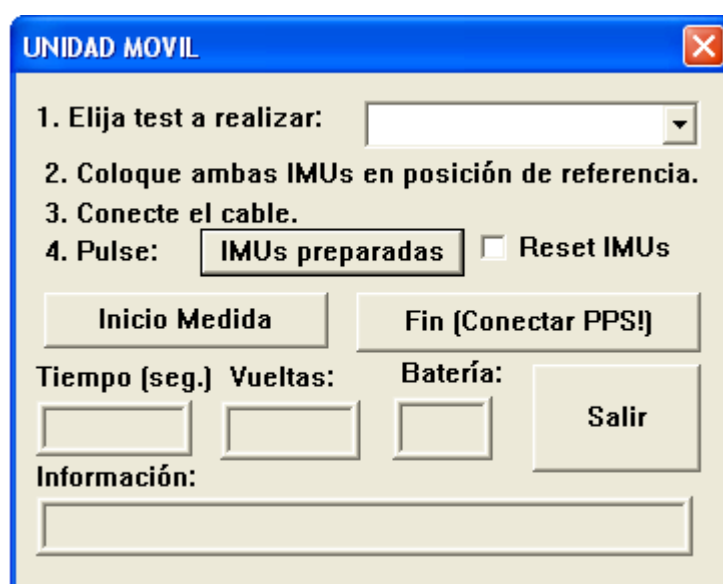 UNIDAD MOVIL
1. Elija test a realizar:
2. Coloque ambas IMUs en posición de referencia.
3. Conecte el cable.
4. Pulse: IMUs preparadas Reset IMUs
Inicio Medida Fin (Conectar PPS!)
Tiempo (seg.) Vueltas: Batería:
Salir
Información: